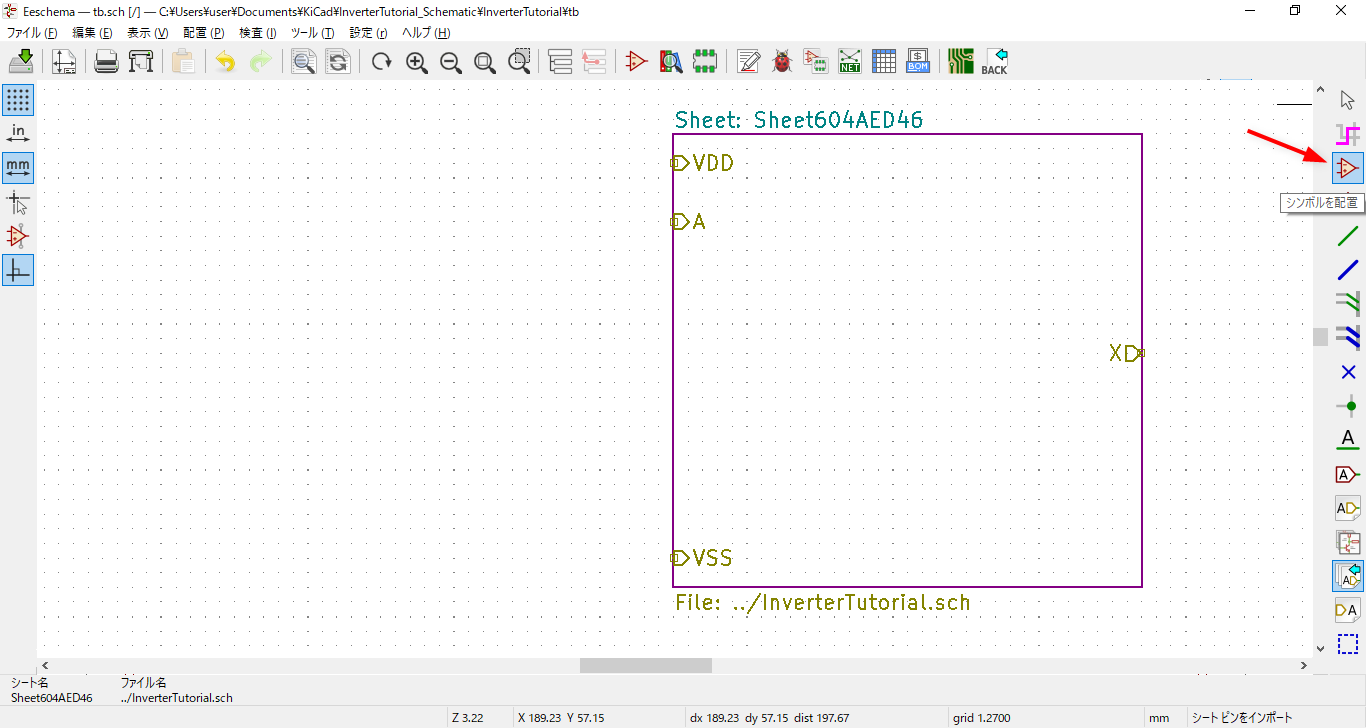 Eeschema — tb.sch [/] — C:¥Users¥user¥Documents¥KiCad¥InverterTutorial_Schematic¥InverterTutorial¥tb
ファイル (F) 編集 (E) 表示 (V) 配置 (P) 検査 (I) ツール (T) 設定 (r) ヘルプ (H)
NET
$
BOM
BACK
in
mm
Sheet: Sheet604AED46
VDD
A
X
VSS
File: ../InverterTutorial.sch
シンボルを配置
A
A
AD
AD
DA
シート名 ファイル名
Sheet604AED46 ../InverterTutorial.sch
Z 3.22 X 189.23 Y 57.15 dx 189.23 dy 57.15 dist 197.67 grid 1.2700 mm シートピンをインポート